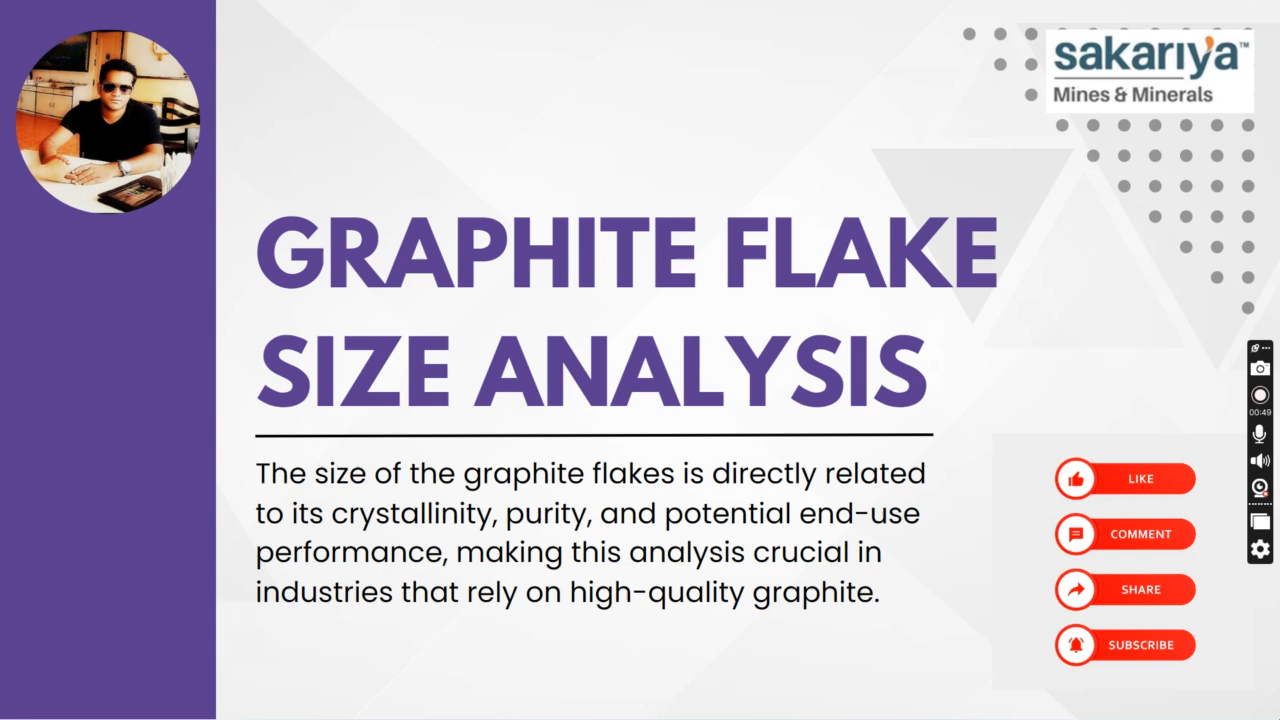 sakarıya™
Mines & Minerals
GRAPHITE FLAKE
SIZE ANALYSIS
The size of the graphite flakes is directly related
to its crystallinity, purity, and potential end-use
performance, making this analysis crucial in
industries that rely on high-quality graphite.
00:49
LIKE
COMMENT
SHARE
SUBSCRIBE